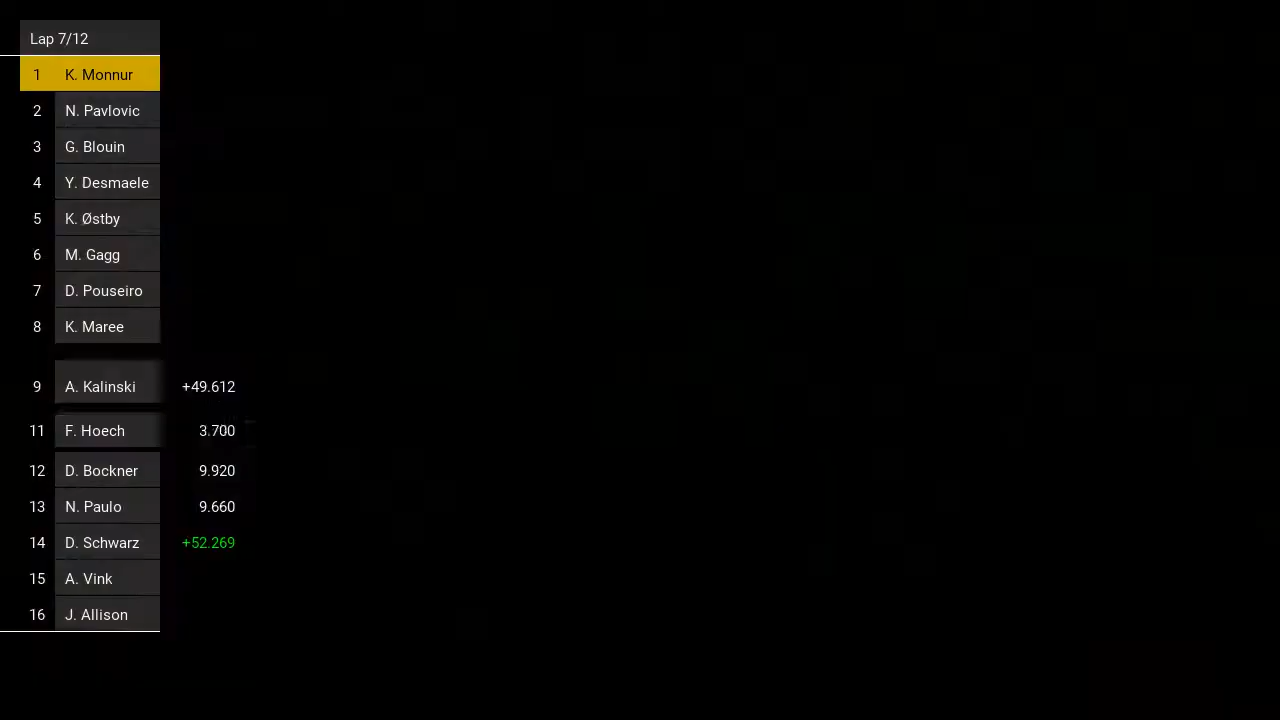 Lap 7/12
1 K. Monnur
2 N. Pavlovic
3 G. Blouin
4 Y. Desmaele
5 K. Østby
6 M. Gagg
7 D. Pouseiro
8 K. Maree
9 A. Kalinski +49.612
11 F. Hoech 3.700
12 D. Bockner 9.920
13 N. Paulo 9.660
14 D. Schwarz +52.269
15 A. Vink
16 J. Allison